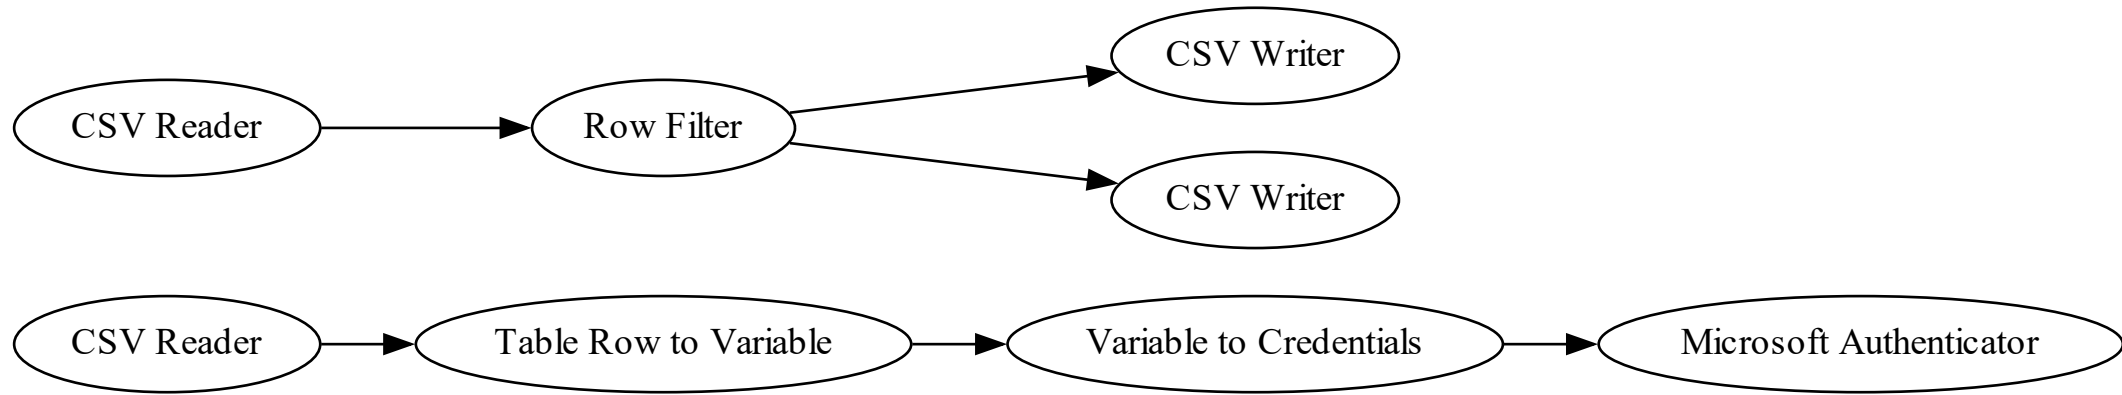 CSV Writer
CSV Reader
Row Filter
CSV Writer
CSV Reader
Table Row to Variable
Variable to Credentials
Microsoft Authenticator